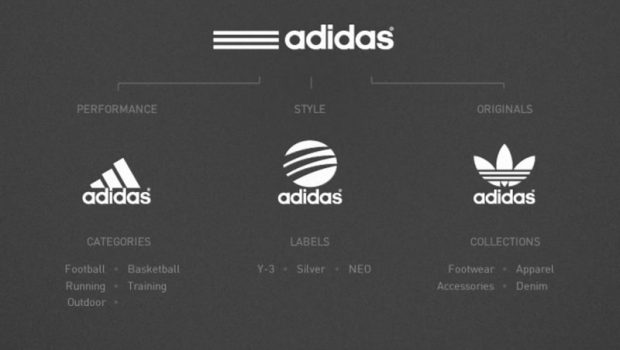 adidas®
PERFORMANCE STYLE ORIGINALS
adidas® adidas® adidas®
CATEGORIES LABELS COLLECTIONS
Football • Basketball Y-3 • Silver • NEO Footwear • Apparel
Running • Training Accessories • Denim
Outdoor •